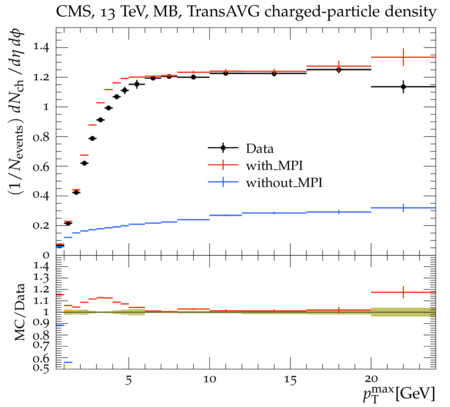 CMS, 13 TeV, MB, TransAVG charged-particle density
(1/N_events) dN_ch/dη dϕ
1.4
1.2
1
0.8
0.6
0.4
0.2
0
Data
with_MPI
without_MPI
MC/Data
1.4
1.3
1.2
1.1
1
0.9
0.8
0.7
0.6
0.5
5 10 15 20
p_T^max[GeV]